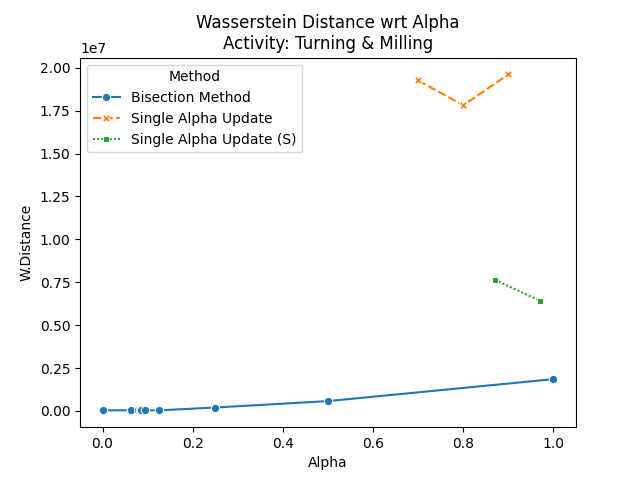 Wasserstein Distance wrt Alpha
Activity: Turning & Milling
1e7
Method
Bisection Method
Single Alpha Update
Single Alpha Update (S)
2.00
1.75
1.50
1.25
1.00
0.75
0.50
0.25
0.00
W.Distance
0.0 0.2 0.4 0.6 0.8 1.0
Alpha